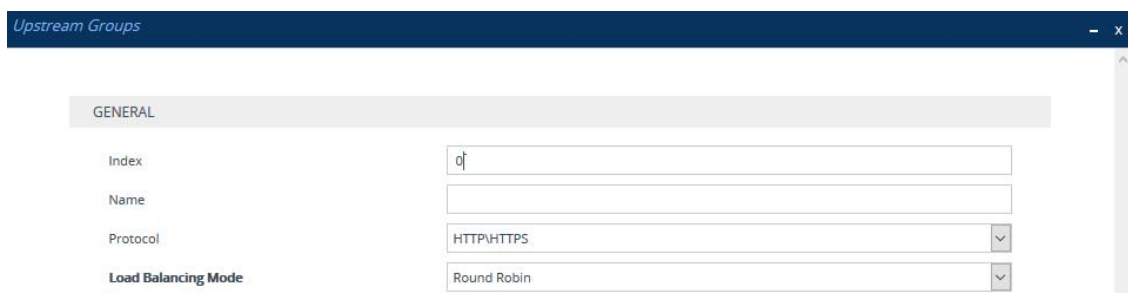 Upstream Groups
– x
GENERAL
Index 0
Name
Protocol HTTP\HTTPS
Load Balancing Mode Round Robin